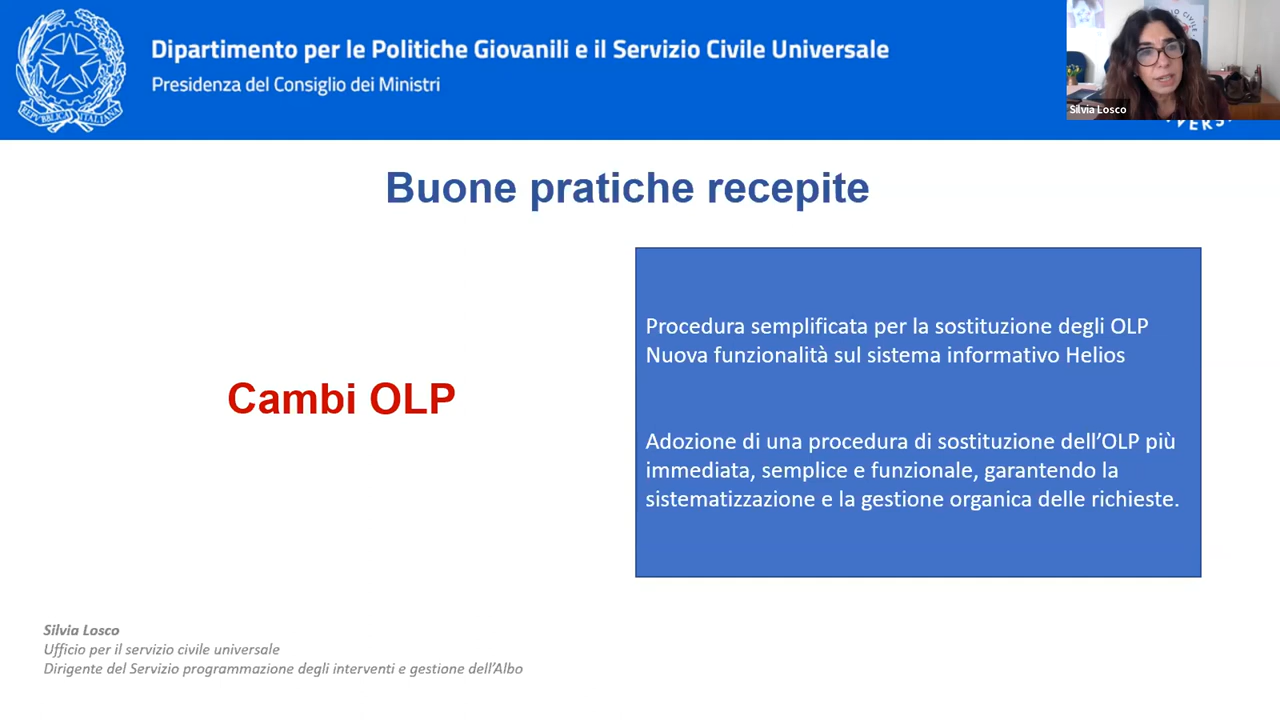 Dipartimento per le Politiche Giovanili e il Servizio Civile Universale
Presidenza del Consiglio dei Ministri
REPVBBLICA ITALIANA
Silvia Losco
Buone pratiche recepite
Cambi OLP
Procedura semplificata per la sostituzione degli OLP
Nuova funzionalità sul sistema informativo Helios
Adozione di una procedura di sostituzione dell’OLP più
immediata, semplice e funzionale, garantendo la
sistematizzazione e la gestione organica delle richieste.
Silvia Losco
Ufficio per il servizio civile universale
Dirigente del Servizio programmazione degli interventi e gestione dell’Albo